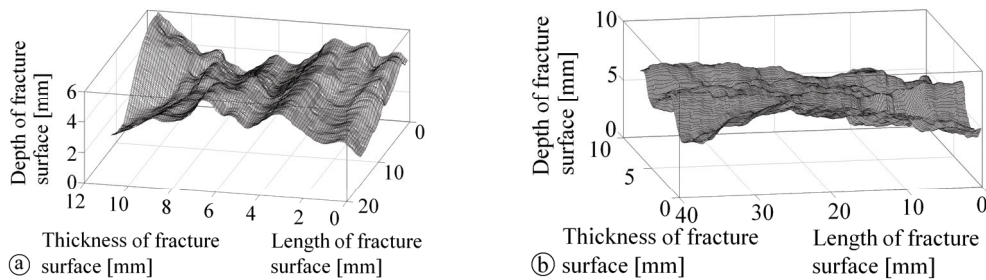 Depth of fracture
surface [mm]
6
4
2
0
12
10
8
6
4
2
0
20
10
0
Thickness of fracture
surface [mm]
Length of fracture
surface [mm]
a
Depth of fracture
surface [mm]
10
5
0
10
5
0
40
30
20
10
0
Thickness of fracture
surface [mm]
Length of fracture
surface [mm]
b